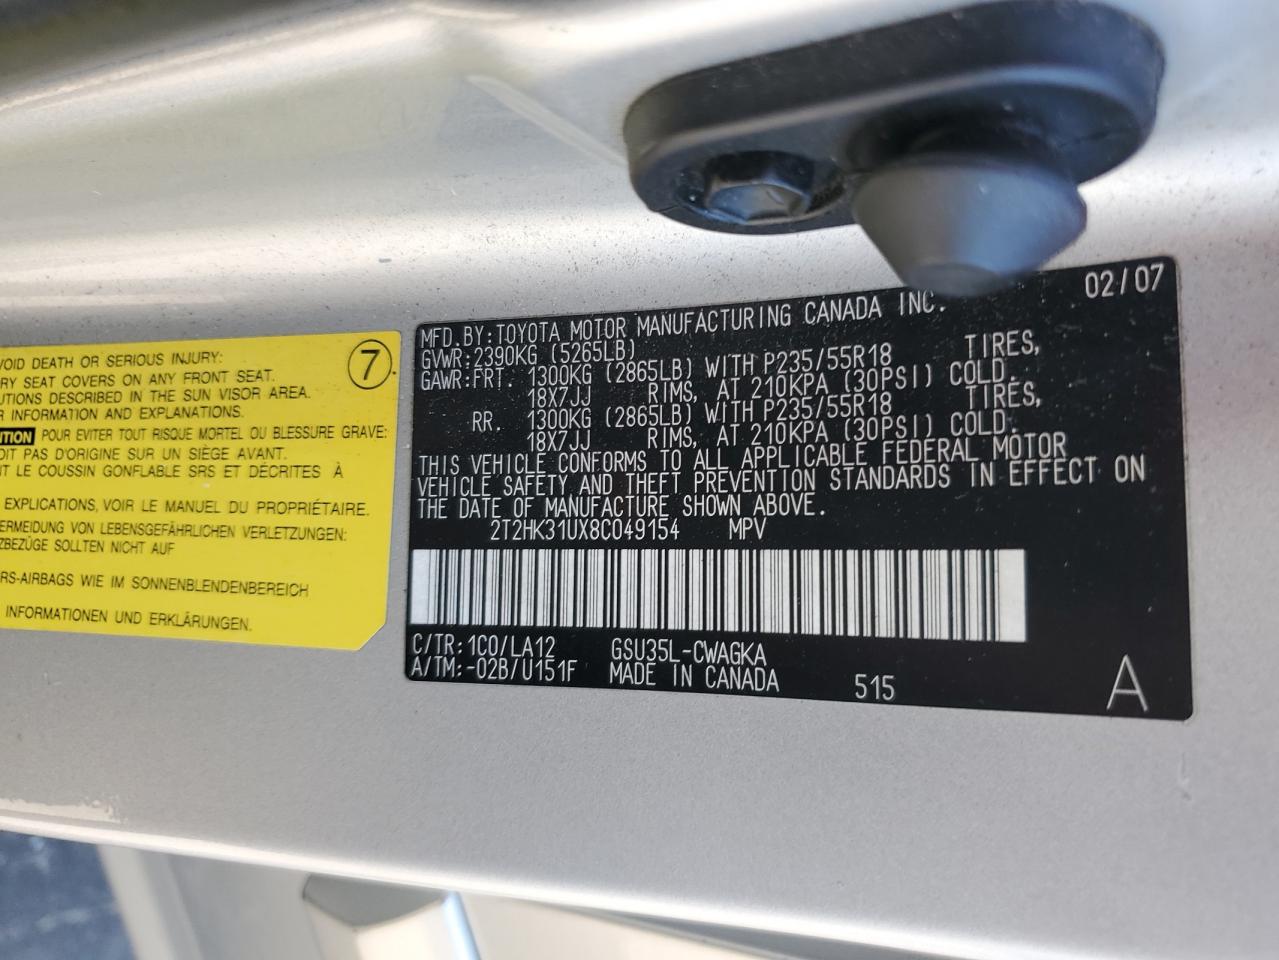 VOID DEATH OR SERIOUS INJURY:
RY SEAT COVERS ON ANY FRONT SEAT.
UTIONS DESCRIBED IN THE SUN VISOR AREA.
R INFORMATION AND EXPLANATIONS.
NTION POUR EVITER TOUT RISQUE MORTEL OU BLESSURE GRAVE:
OIT PAS D'ORIGINE SUR UN SIÈGE AVANT.
NT LE COUSSIN GONFLABLE SRS ET DÉCRITES À
EXPLICATIONS, VOIR LE MANUEL DU PROPRIÉTAIRE.
ERMEIDUNG VON LEBENSGEFÄHRLICHEN VERLETZUNGEN:
ZBEZÜGE SOLLTEN NICHT AUF
RS-AIRBAGS WIE IM SONNENBLENDENBEREICH
INFORMATIONEN UND ERKLÄRUNGEN.
7
02/07
MFD.BY:TOYOTA MOTOR MANUFACTURING CANADA INC.
GVWR:2390KG (5265LB)
GAWR:FRT. 1300KG (2865LB) WITH P235/55R18 TIRES,
18X7JJ RIMS, AT 210KPA (30PSI) COLD.
RR. 1300KG (2865LB) WITH P235/55R18 TIRES,
18X7JJ RIMS, AT 210KPA (30PSI) COLD.
THIS VEHICLE CONFORMS TO ALL APPLICABLE FEDERAL MOTOR
VEHICLE SAFETY AND THEFT PREVENTION STANDARDS IN EFFECT ON
THE DATE OF MANUFACTURE SHOWN ABOVE.
2T2HK31UX8C049154 MPV
C/TR:1C0/LA12 GSU35L-CWAGKA
A/TM:-02B/U151F MADE IN CANADA 515 A